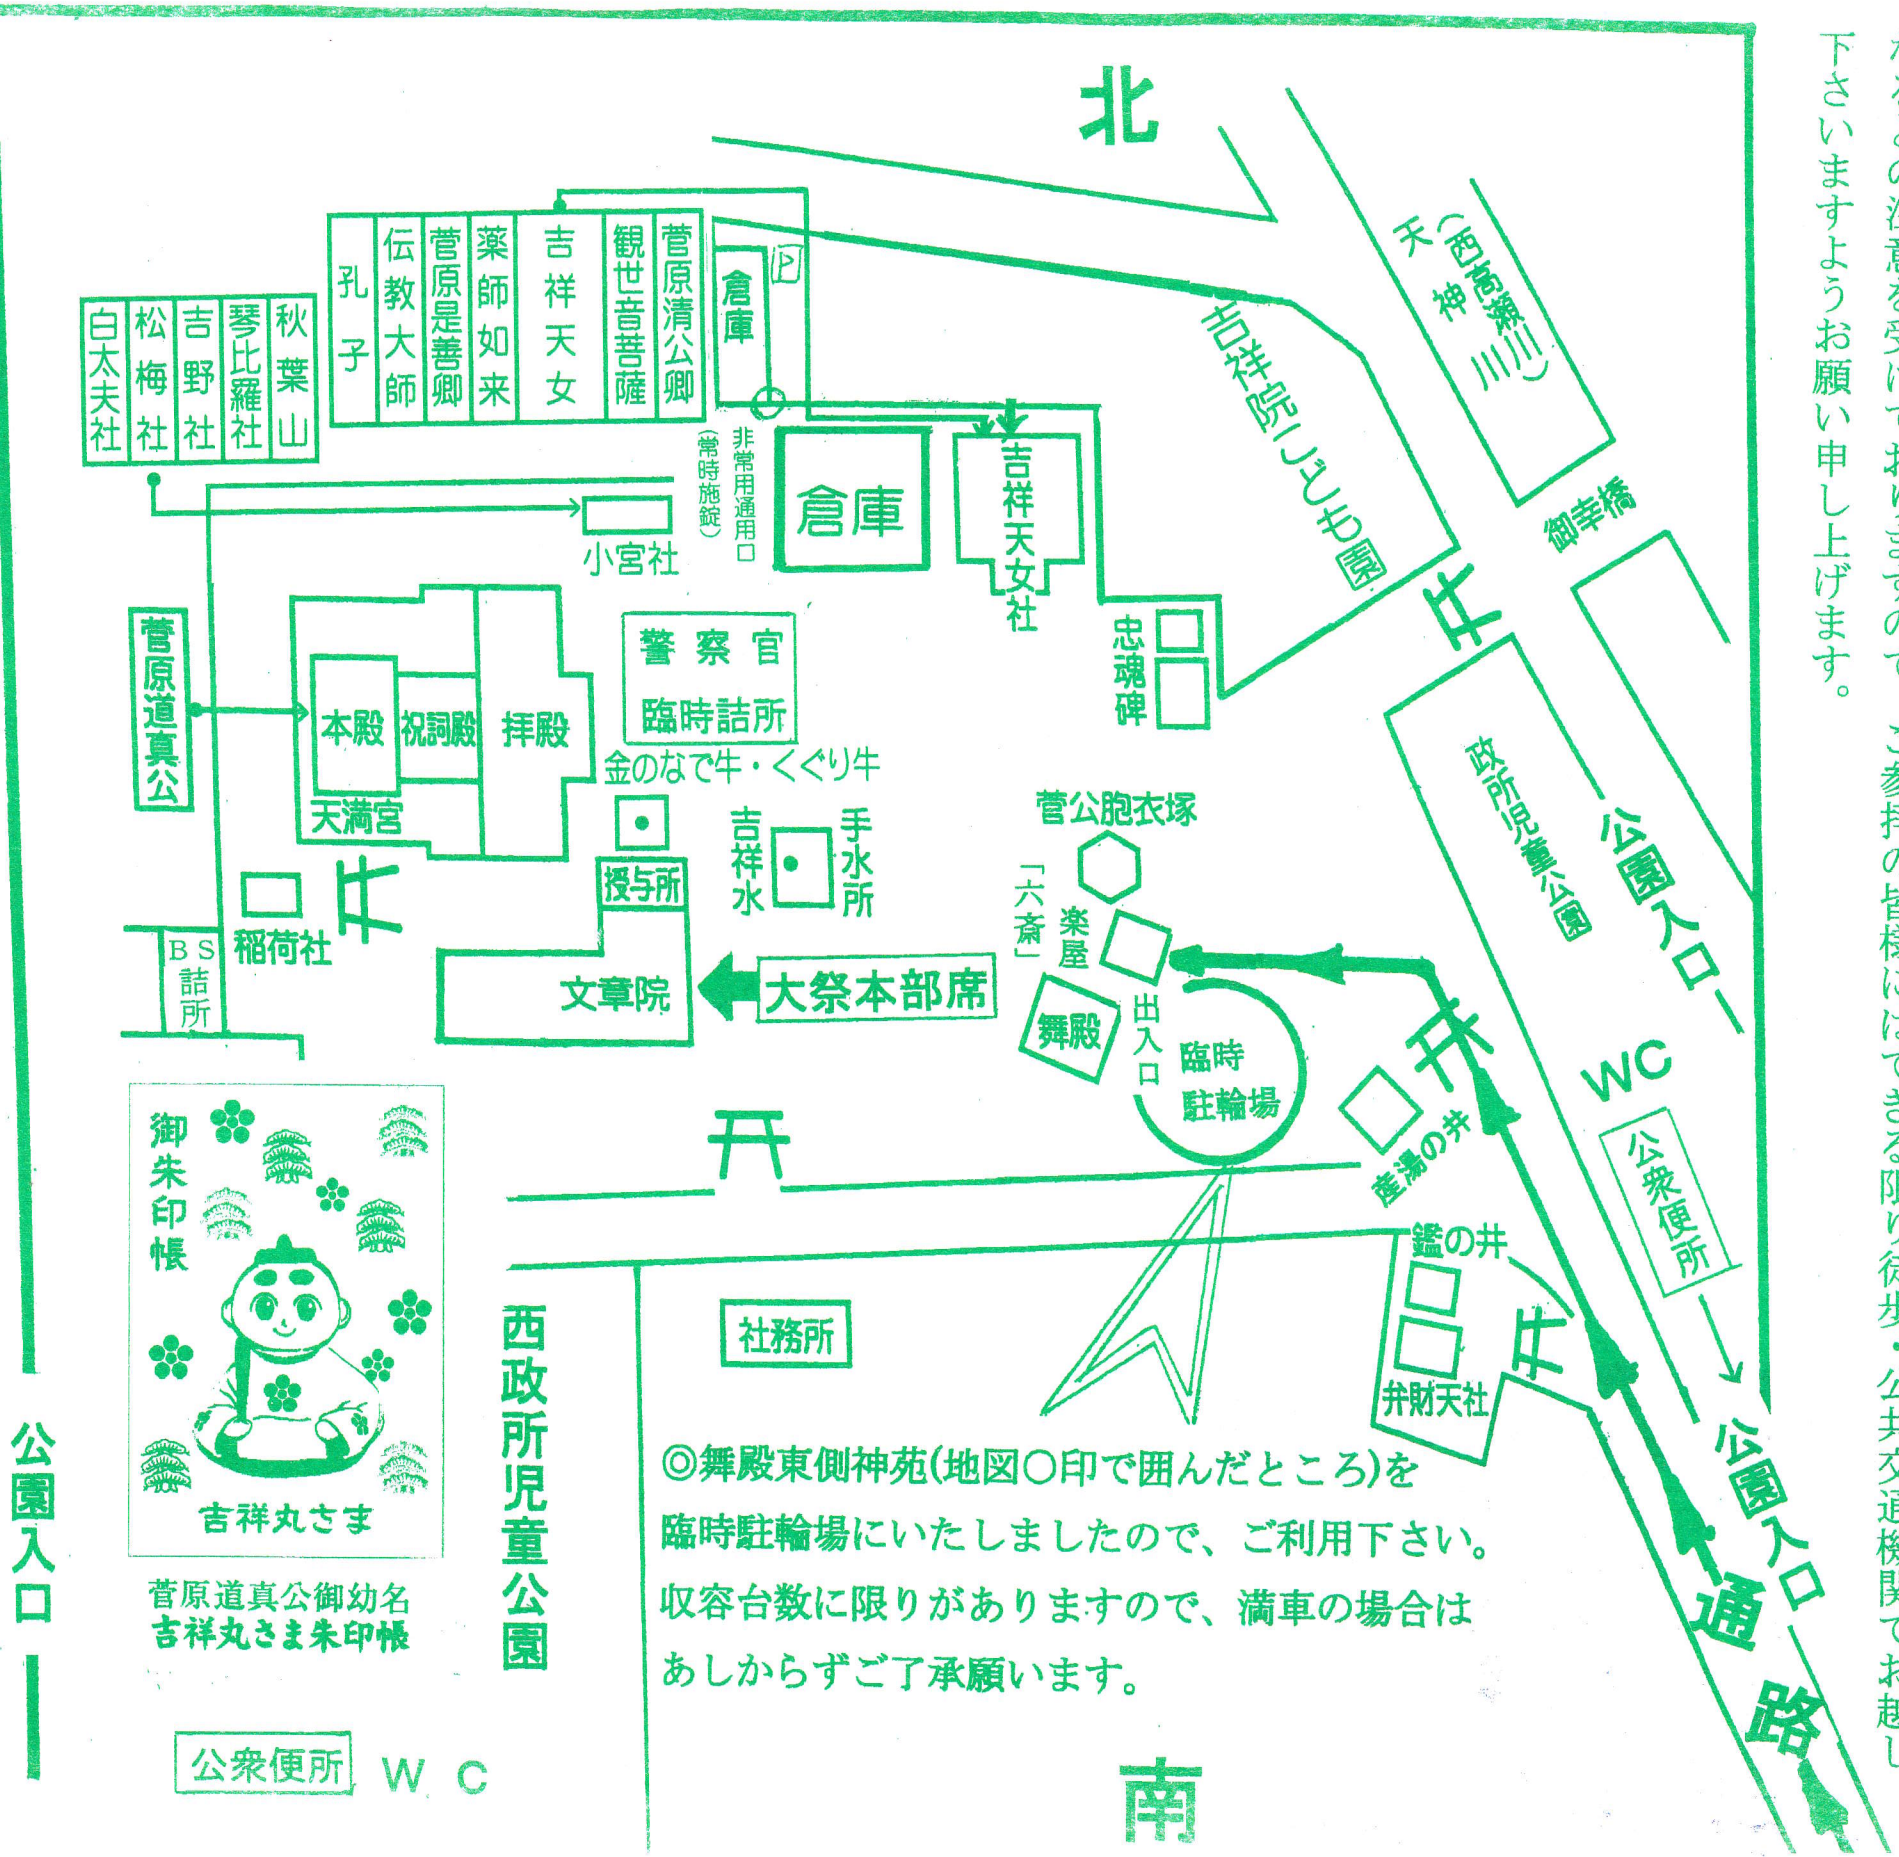 下さいますようお願い申し上げます。
北
天神川
(西高瀬川)
御幸橋
吉祥院こども園
孔子
伝教大師
菅原是善卿
薬師如来
吉祥天女
観世音菩薩
菅原清公卿
倉庫
P
白太夫社
松梅社
吉野社
琴比羅社
秋葉山
非常用通用口
(常時施錠)
倉庫
吉祥天女社
小宮社
忠魂碑
菅原道真公
本殿
祝詞殿
拝殿
天満宮
警察官
臨時詰所
金のなで牛・くぐり牛
吉祥水
手水所
授与所
稲荷社
BS
詰所
文章院
大祭本部席
菅公胞衣塚
「六斎」
楽屋
舞殿
出入口
臨時
駐輪場
政所児童公園
公園入口
WC
公衆便所
産湯の井
鑑の井
弁財天社
公園入口
通路
御朱印帳
吉祥丸さま
菅原道真公御幼名
吉祥丸さま朱印帳
西政所児童公園
社務所
◎舞殿東側神苑(地図〇印で囲んだところ)を
臨時駐輪場にいたしましたので、ご利用下さい。
収容台数に限りがありますので、満車の場合は
あしからずご了承願います。
公園入口
公衆便所
WC
南